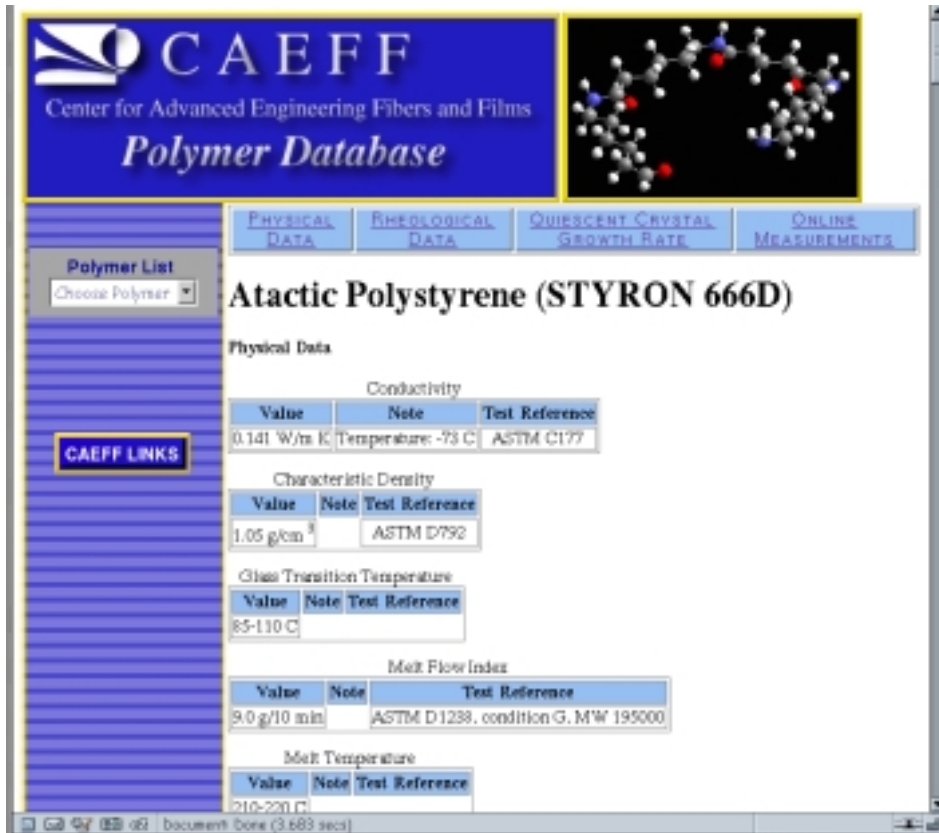 CAEFF
Center for Advanced Engineering Fibers and Films
Polymer Database
PHYSICAL DATA
RHEOLOGICAL DATA
QUIESCENT CRYSTAL GROWTH RATE
ONLINE MEASUREMENTS
Polymer List
Choose Polymer
CAEFF LINKS
Atactic Polystyrene (STYRON 666D)
Physical Data
Conductivity
Value Note Test Reference
0.141 W/m K Temperature: -73 C ASTM C177
Characteristic Density
Value Note Test Reference
1.05 g/cm³ ASTM D792
Glass Transition Temperature
Value Note Test Reference
85-110 C
Melt Flow Index
Value Note Test Reference
9.0 g/10 min ASTM D1238, condition G, MW 195000
Melt Temperature
Value Note Test Reference
210-220 C
Document: Done (3.683 secs)